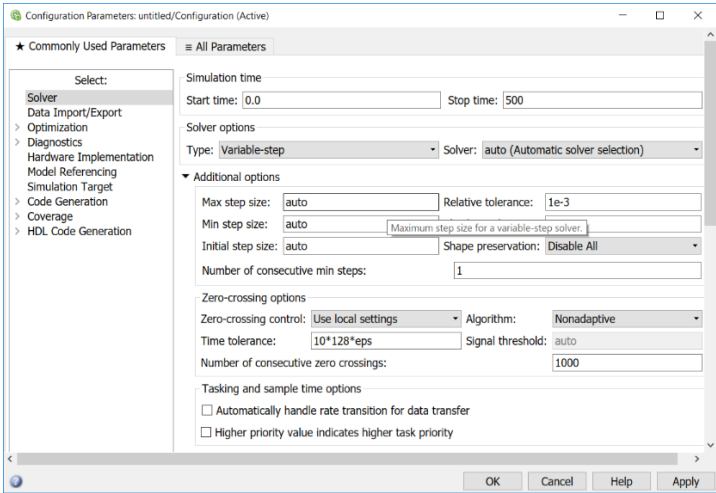 Configuration Parameters: untitled/Configuration (Active)
★ Commonly Used Parameters
≡ All Parameters
Select:
Solver
Data Import/Export
Optimization
Diagnostics
Hardware Implementation
Model Referencing
Simulation Target
Code Generation
Coverage
HDL Code Generation
Simulation time
Start time: 0.0 Stop time: 500
Solver options
Type: Variable-step Solver: auto (Automatic solver selection)
Additional options
Max step size: auto Relative tolerance: 1e-3
Min step size: auto
Maximum step size for a variable-step solver.
Initial step size: auto Shape preservation: Disable All
Number of consecutive min steps: 1
Zero-crossing options
Zero-crossing control: Use local settings Algorithm: Nonadaptive
Time tolerance: 10*128*eps Signal threshold: auto
Number of consecutive zero crossings: 1000
Tasking and sample time options
Automatically handle rate transition for data transfer
Higher priority value indicates higher task priority
OK Cancel Help Apply